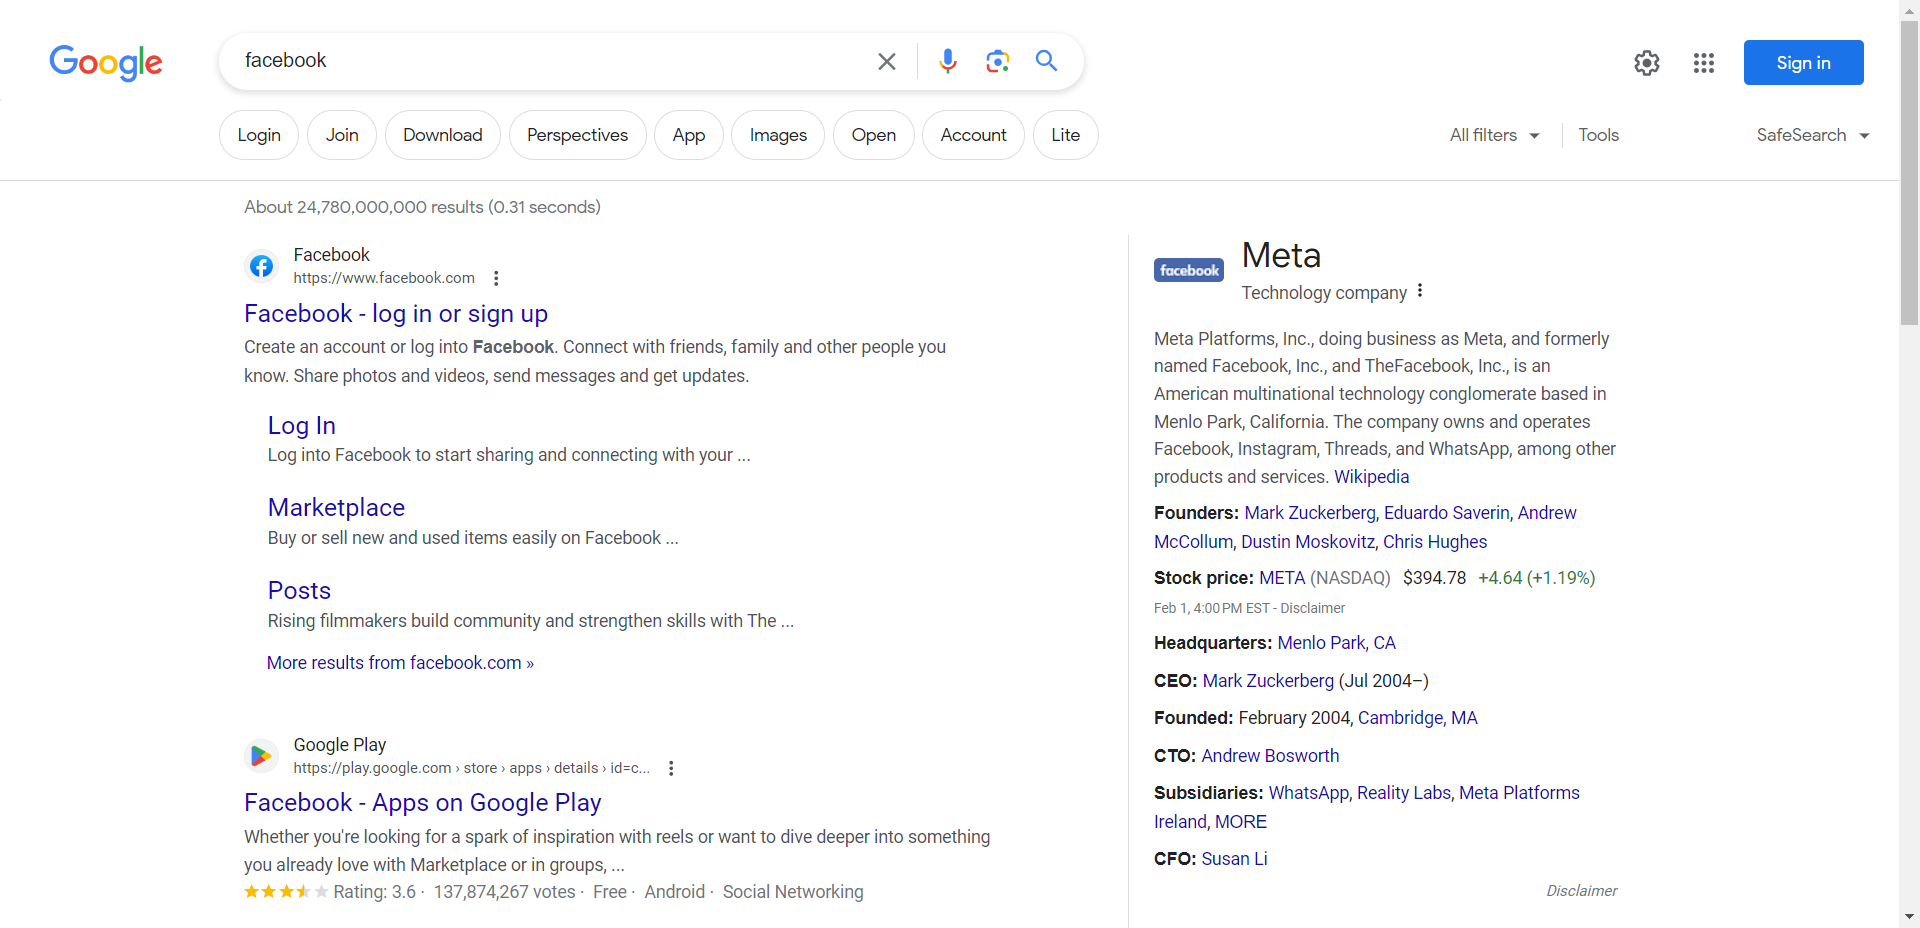 Google
facebook
Sign in
Login
Join
Download
Perspectives
App
Images
Open
Account
Lite
All filters
Tools
SafeSearch
About 24,780,000,000 results (0.31 seconds)
Facebook
https://www.facebook.com
Facebook - log in or sign up
Create an account or log into Facebook. Connect with friends, family and other people you
know. Share photos and videos, send messages and get updates.
Log In
Log into Facebook to start sharing and connecting with your ...
Marketplace
Buy or sell new and used items easily on Facebook ...
Posts
Rising filmmakers build community and strengthen skills with The ...
More results from facebook.com »
Google Play
https://play.google.com › store › apps › details › id=c...
Facebook - Apps on Google Play
Whether you're looking for a spark of inspiration with reels or want to dive deeper into something
you already love with Marketplace or in groups, ...
Rating: 3.6 · 137,874,267 votes · Free · Android · Social Networking
facebook
Meta
Technology company
Meta Platforms, Inc., doing business as Meta, and formerly
named Facebook, Inc., and TheFacebook, Inc., is an
American multinational technology conglomerate based in
Menlo Park, California. The company owns and operates
Facebook, Instagram, Threads, and WhatsApp, among other
products and services. Wikipedia
Founders: Mark Zuckerberg, Eduardo Saverin, Andrew
McCollum, Dustin Moskovitz, Chris Hughes
Stock price: META (NASDAQ) $394.78 +4.64 (+1.19%)
Feb 1, 4:00 PM EST - Disclaimer
Headquarters: Menlo Park, CA
CEO: Mark Zuckerberg (Jul 2004–)
Founded: February 2004, Cambridge, MA
CTO: Andrew Bosworth
Subsidiaries: WhatsApp, Reality Labs, Meta Platforms
Ireland, MORE
CFO: Susan Li
Disclaimer